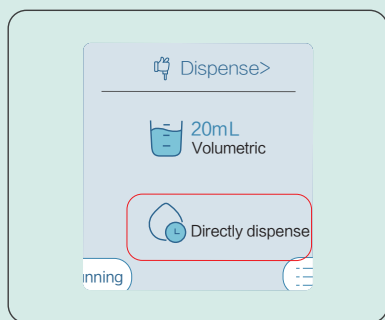 Dispense>
20mL
Volumetric
Directly dispense
nning